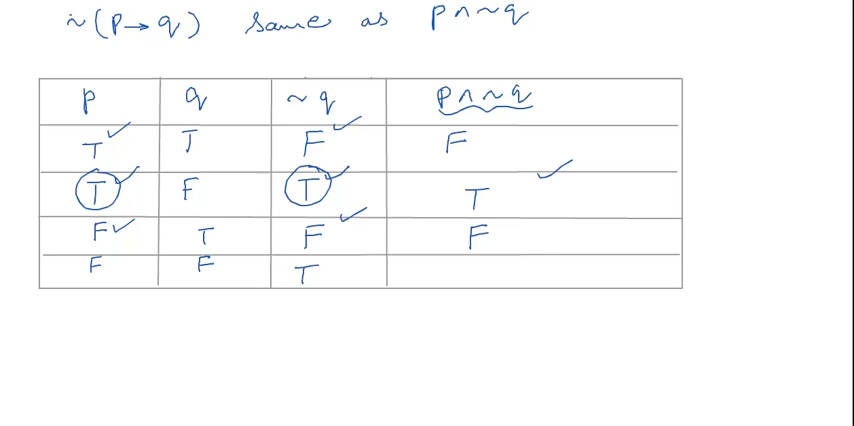 ~(p→q) same as p∧~q
p q ~q p∧~q
T T F F
T F T T
F T F F
F F T